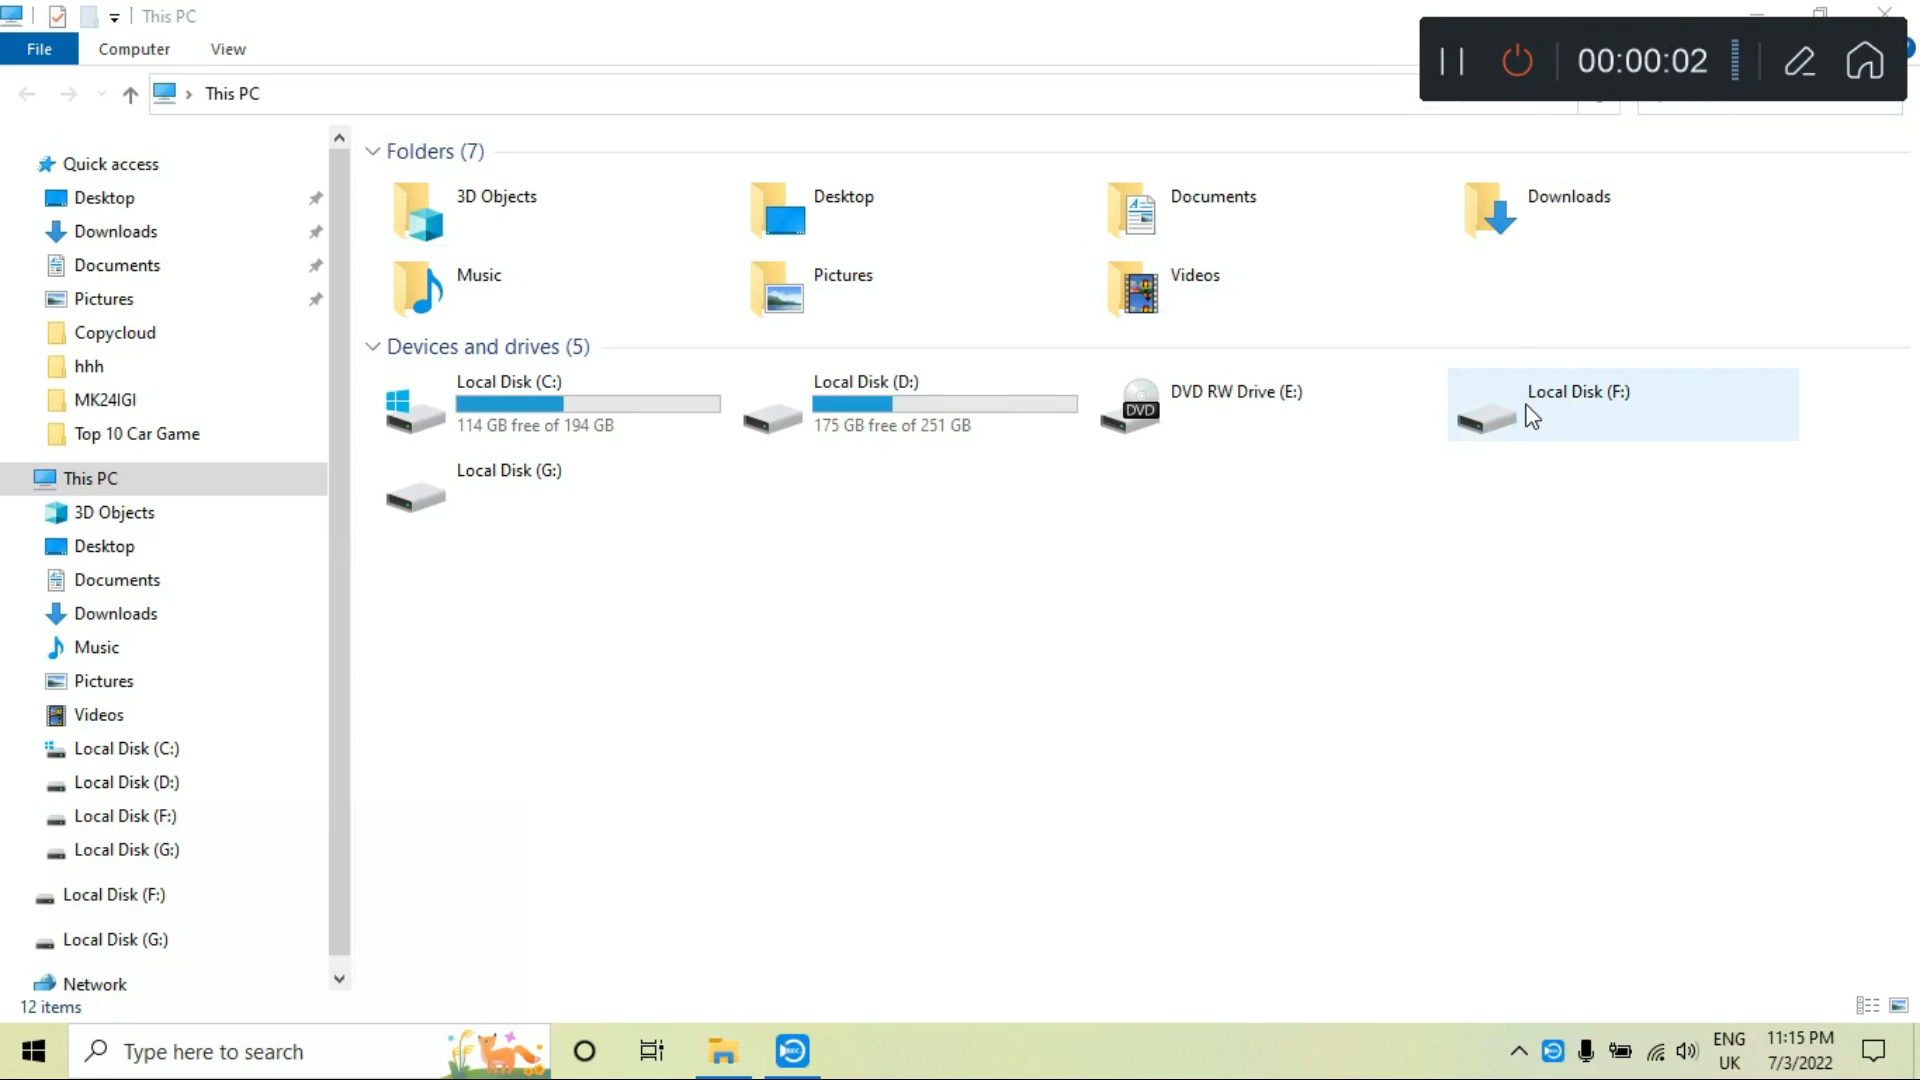 This PC
File Computer View
00:00:02
This PC
Quick access
Desktop
Downloads
Documents
Pictures
Copycloud
hhh
MK24IGI
Top 10 Car Game
This PC
3D Objects
Desktop
Documents
Downloads
Music
Pictures
Videos
Local Disk (C:)
Local Disk (D:)
Local Disk (F:)
Local Disk (G:)
Local Disk (F:)
Local Disk (G:)
Network
12 items
Folders (7)
3D Objects
Desktop
Documents
Downloads
Music
Pictures
Videos
Devices and drives (5)
Local Disk (C:)
114 GB free of 194 GB
Local Disk (D:)
175 GB free of 251 GB
DVD RW Drive (E:)
DVD
Local Disk (F:)
Local Disk (G:)
Type here to search
REC
ENG
UK
11:15 PM
7/3/2022